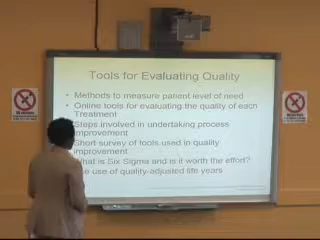 Tools for Evaluating Quality
• Methods to measure patient level of need
• Online tools for evaluating the quality of each
Treatment
Steps involved in undertaking process
improvement
Short survey of tools used in quality
improvement
What is Six Sigma and is it worth the effort?
use of quality-adjusted life years